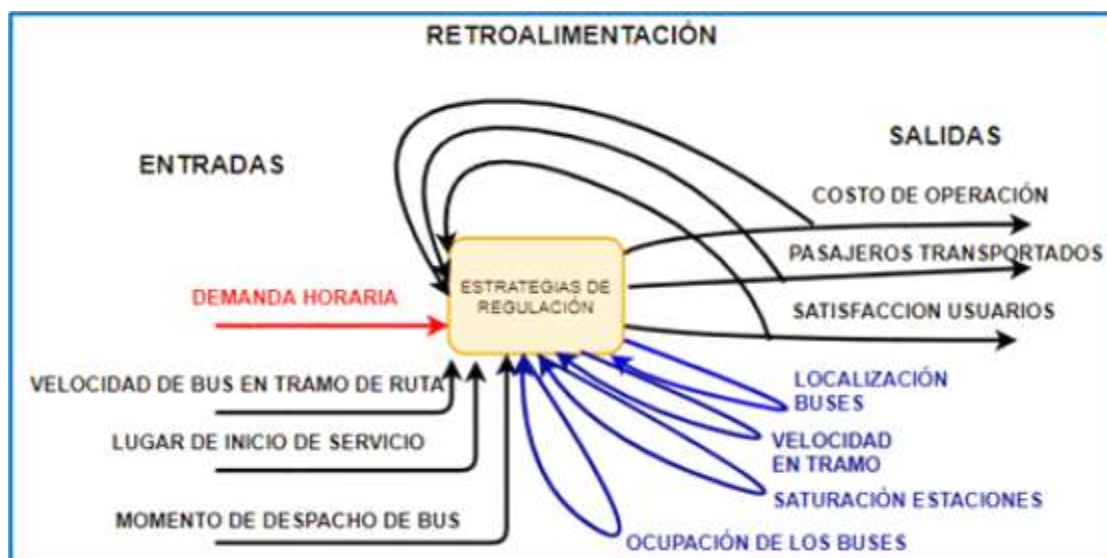 RETROALIMENTACIÓN
ENTRADAS
SALIDAS
COSTO DE OPERACIÓN
PASAJEROS TRANSPORTADOS
SATISFACCION USUARIOS
ESTRATEGIAS DE
REGULACIÓN
DEMANDA HORARIA
VELOCIDAD DE BUS EN TRAMO DE RUTA
LUGAR DE INICIO DE SERVICIO
MOMENTO DE DESPACHO DE BUS
LOCALIZACIÓN
BUSES
VELOCIDAD
EN TRAMO
SATURACIÓN ESTACIONES
OCUPACIÓN DE LOS BUSES